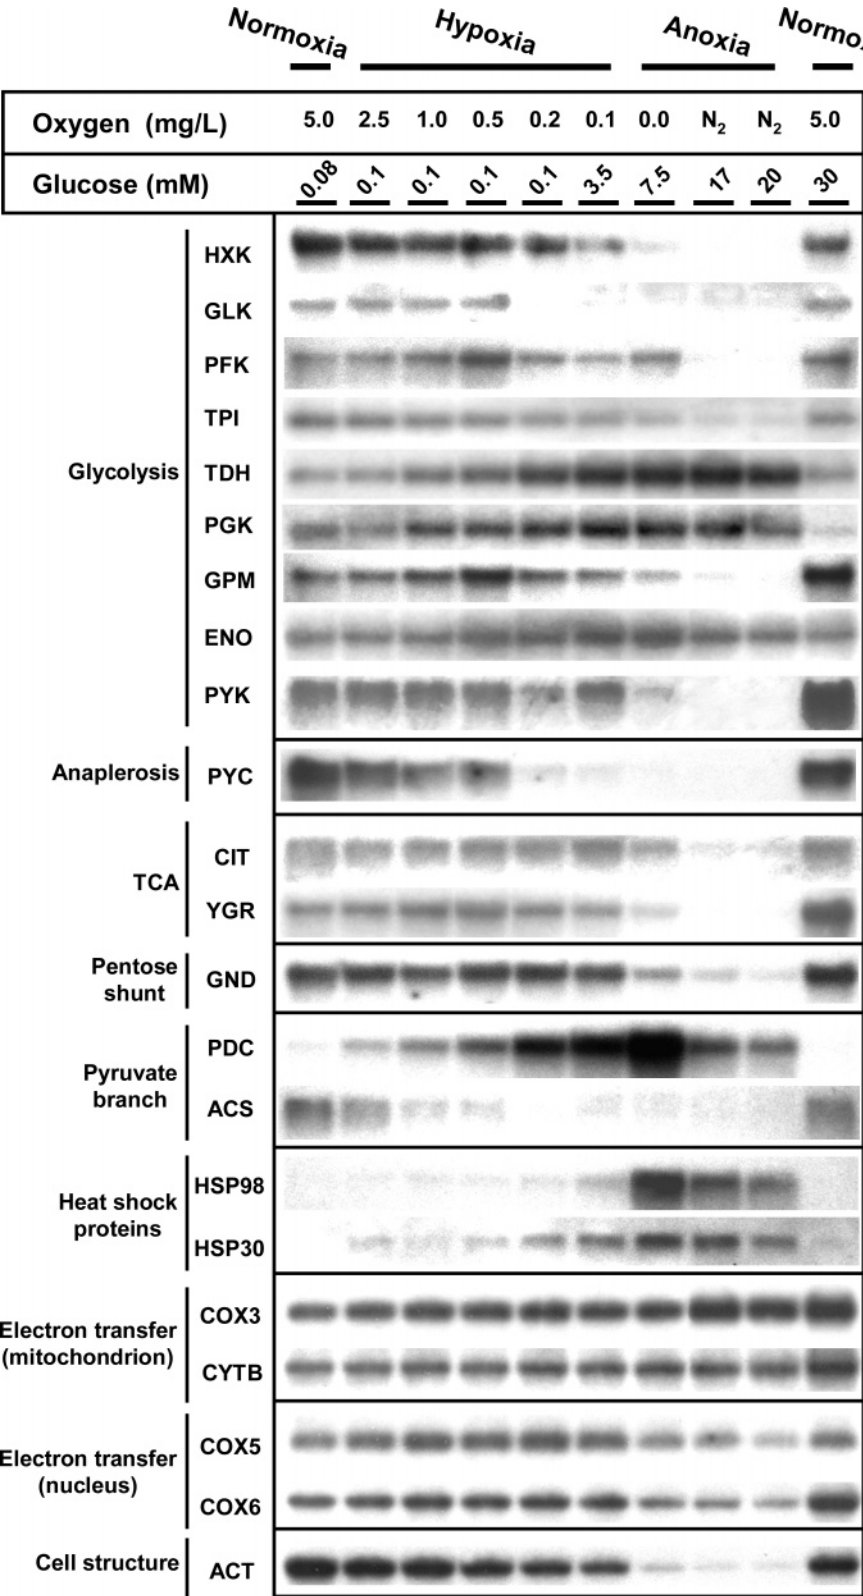 Normoxia Hypoxia Anoxia Normo
Oxygen (mg/L) 5.0 2.5 1.0 0.5 0.2 0.1 0.0 N₂ N₂ 5.0
Glucose (mM) 0.08 0.1 0.1 0.1 0.1 3.5 7.5 17 20 30
HXK
GLK
PFK
TPI
Glycolysis TDH
PGK
GPM
ENO
PYK
Anaplerosis PYC
CIT
TCA
YGR
Pentose
shunt
GND
PDC
Pyruvate
branch
ACS
HSP98
Heat shock
proteins
HSP30
COX3
Electron transfer
(mitochondrion)
CYTB
COX5
Electron transfer
(nucleus)
COX6
Cell structure ACT